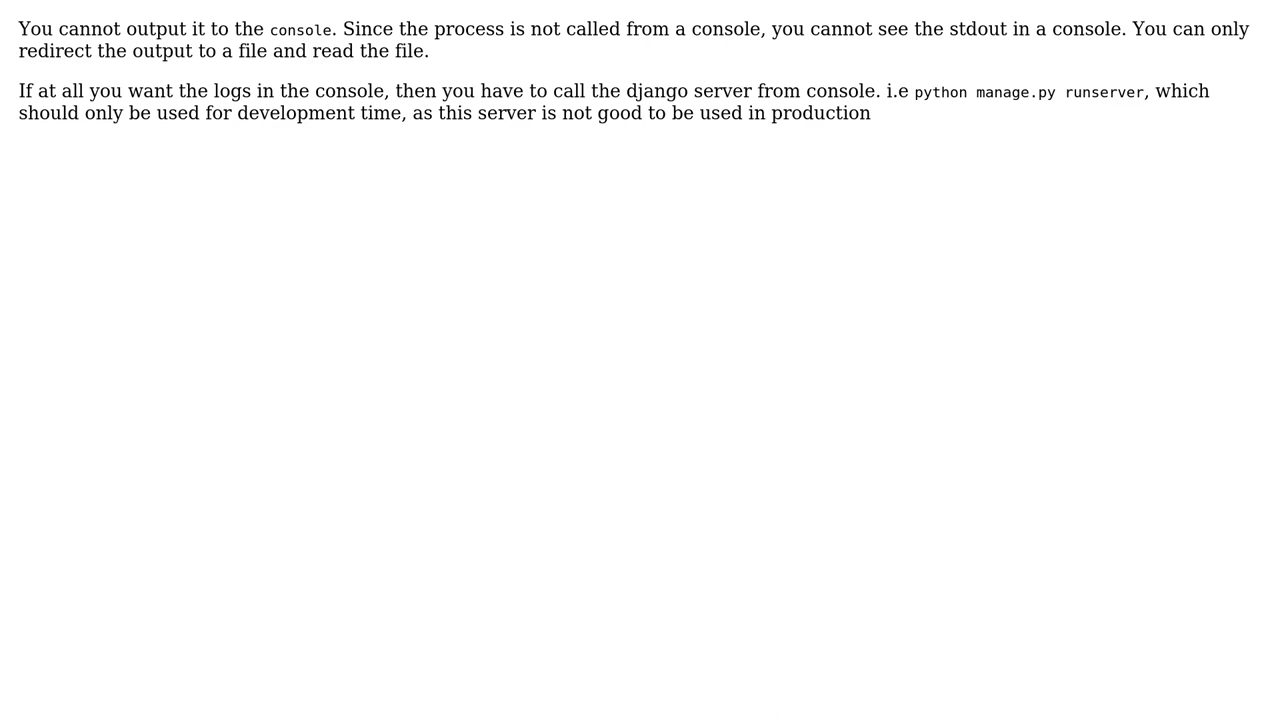 You cannot output it to the console. Since the process is not called from a console, you cannot see the stdout in a console. You can only
redirect the output to a file and read the file.
If at all you want the logs in the console, then you have to call the django server from console. i.e python manage.py runserver, which
should only be used for development time, as this server is not good to be used in production